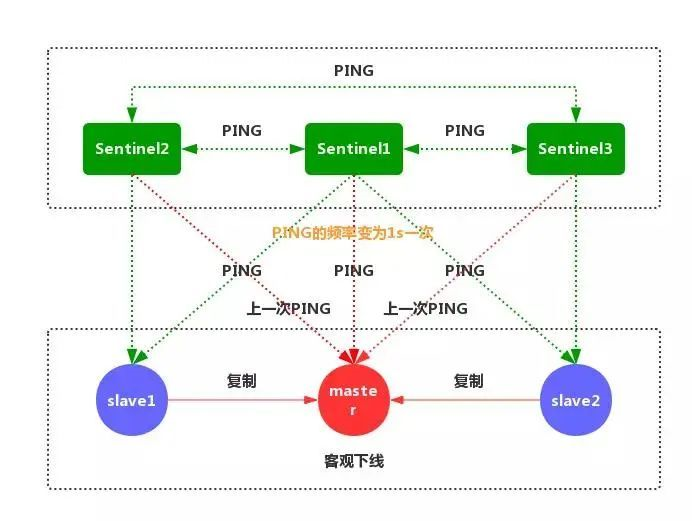 PING
Sentinel2
PING
Sentinel1
PING
Sentinel3
PING的频率变为1s一次
PING
PING
PING
上一次PING
上一次PING
slave1
复制
maste
r
复制
slave2
客观下线